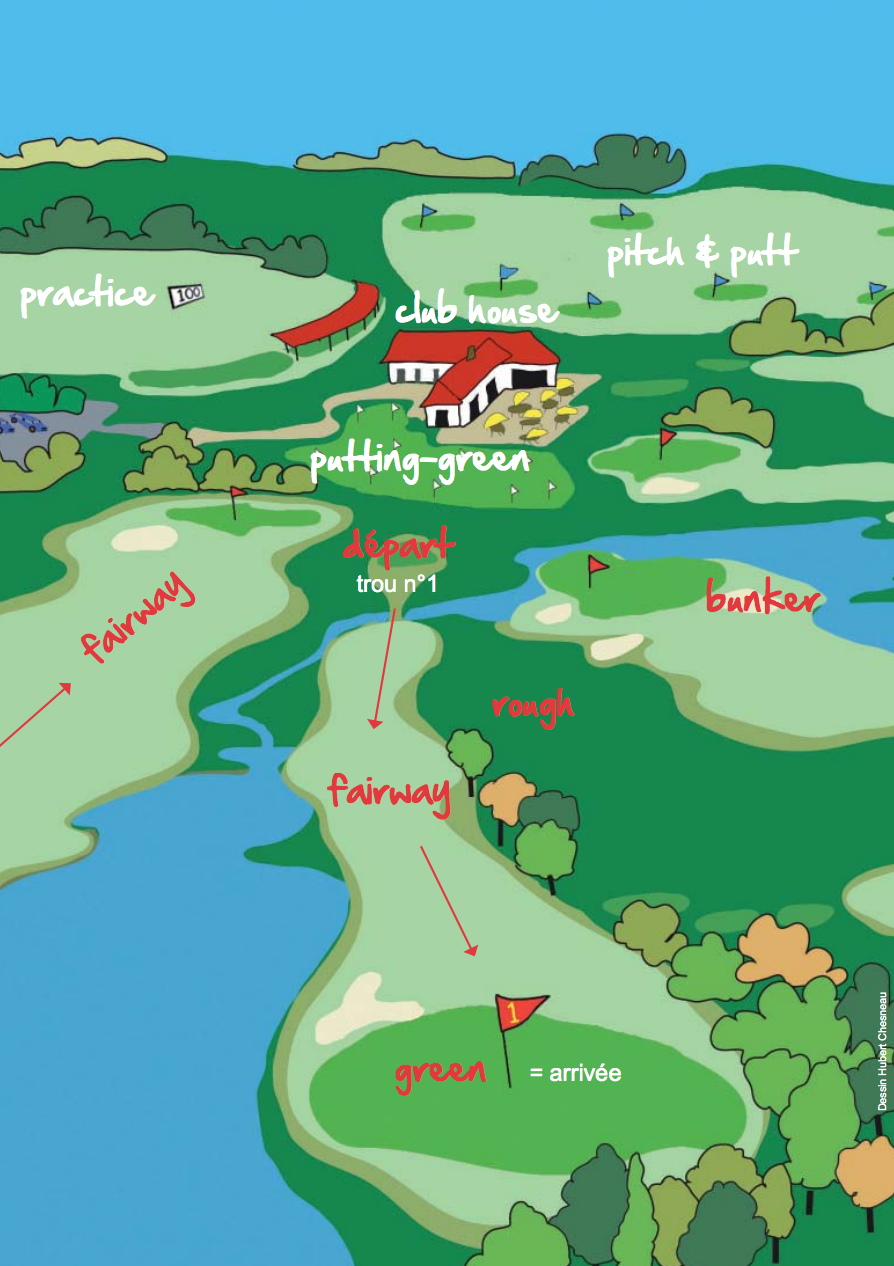 pitch & putt
practice
100
club house
putting-green
départ
trou n°1
fairway
bunker
rough
fairway
1
green
= arrivée
Dessin Hubert Chesneau